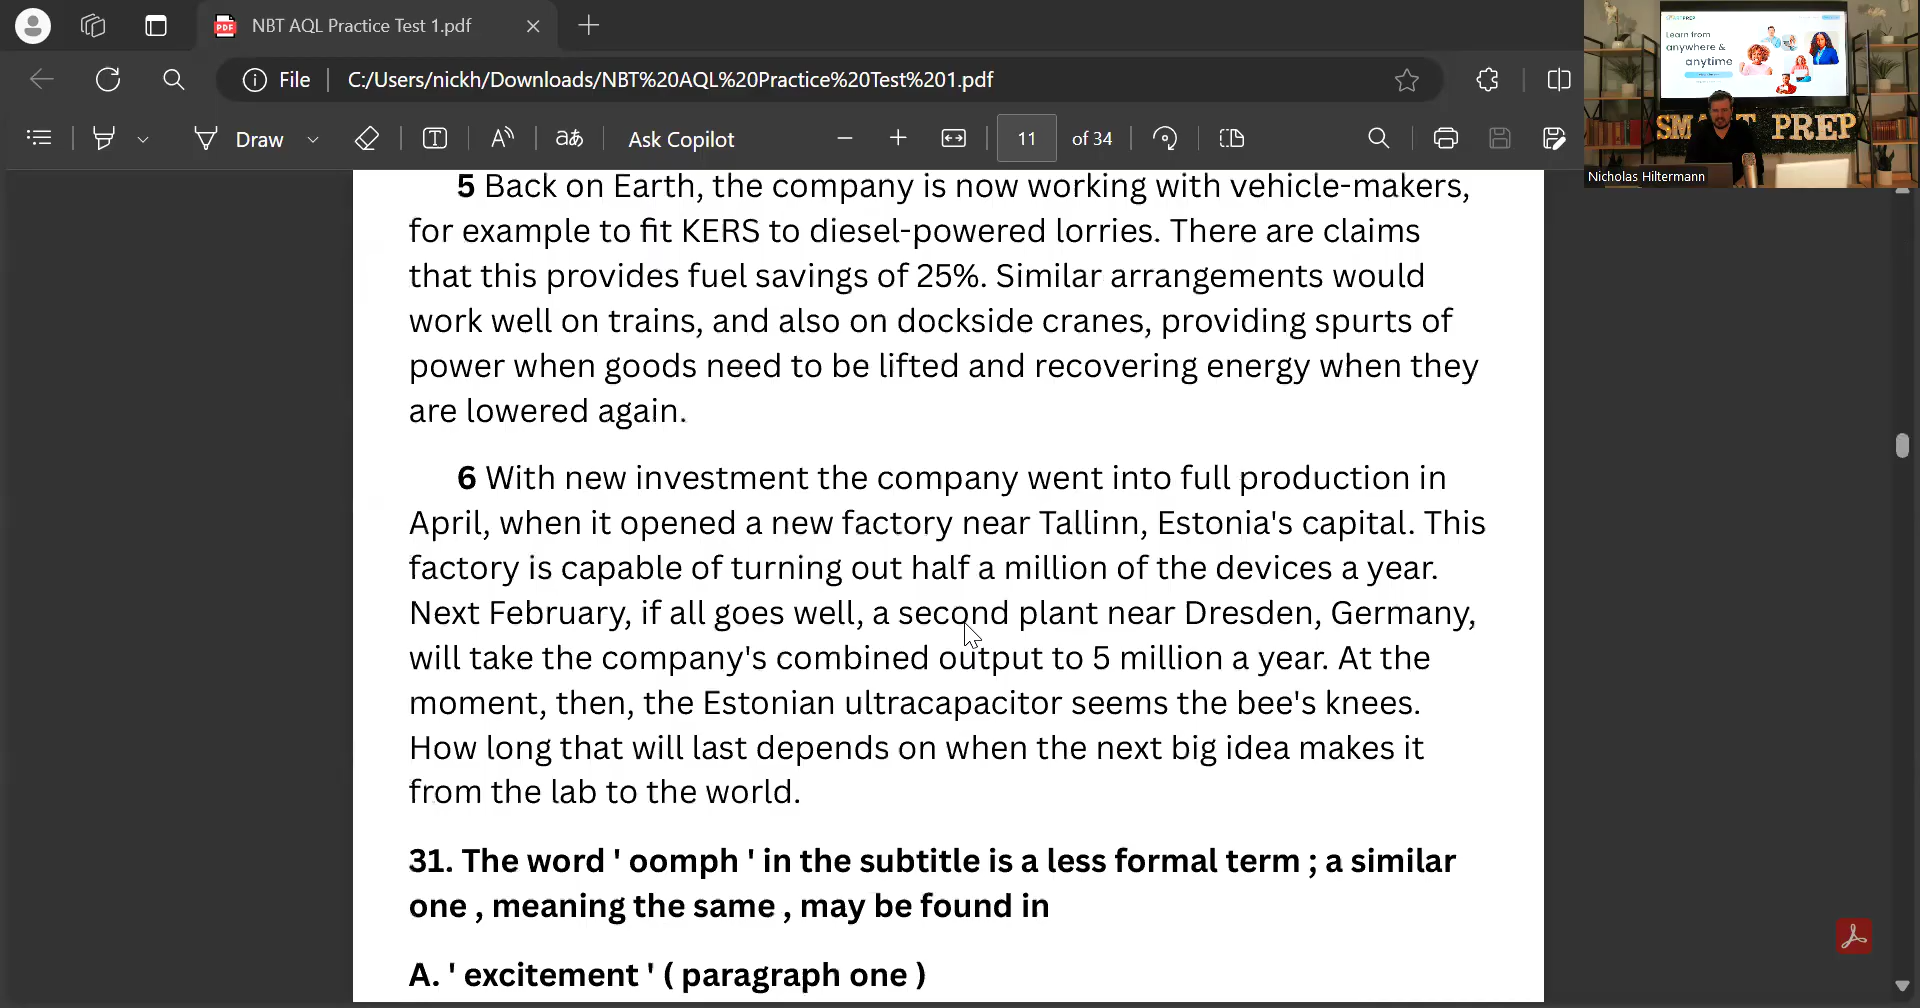 NBT AQL Practice Test 1.pdf
File
C:/Users/nickh/Downloads/NBT%20AQL%20Practice%20Test%201.pdf
Draw
aあ
Ask Copilot
11
of 34
Learn from
anywhere &
anytime
SMART PREP
Nicholas Hiltermann
5 Back on Earth, the company is now working with vehicle-makers,
for example to fit KERS to diesel-powered lorries. There are claims
that this provides fuel savings of 25%. Similar arrangements would
work well on trains, and also on dockside cranes, providing spurts of
power when goods need to be lifted and recovering energy when they
are lowered again.
6 With new investment the company went into full production in
April, when it opened a new factory near Tallinn, Estonia's capital. This
factory is capable of turning out half a million of the devices a year.
Next February, if all goes well, a second plant near Dresden, Germany,
will take the company's combined output to 5 million a year. At the
moment, then, the Estonian ultracapacitor seems the bee's knees.
How long that will last depends on when the next big idea makes it
from the lab to the world.
31. The word ' oomph ' in the subtitle is a less formal term ; a similar
one , meaning the same , may be found in
A. ' excitement ' ( paragraph one )